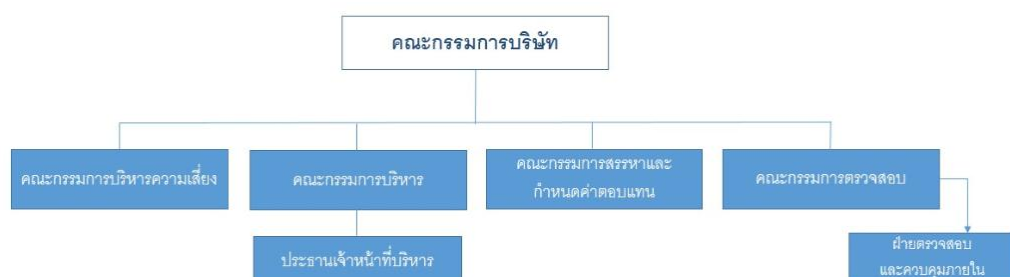 คณะกรรมการบริษัท
คณะกรรมการบริหารความเสี่ยง
คณะกรรมการบริหาร
คณะกรรมการสรรหาและ
กำหนดค่าตอบแทน
คณะกรรมการตรวจสอบ
ประธานเจ้าหน้าที่บริหาร
ฝ่ายตรวจสอบ
และควบคุมภายใน